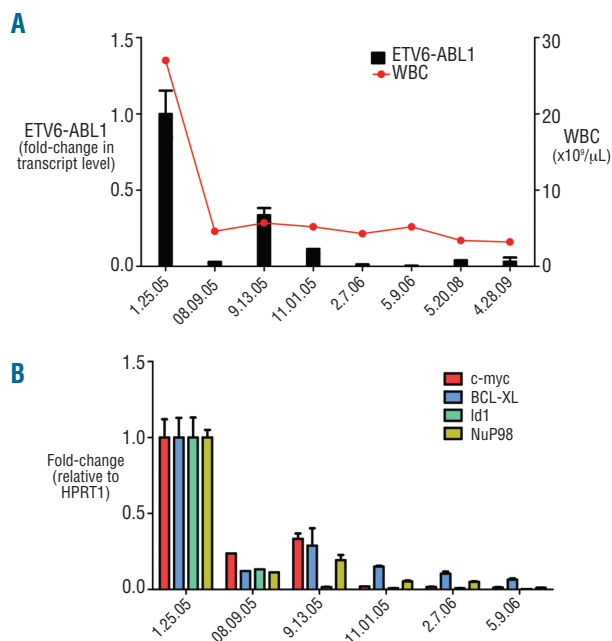 A
ETV6-ABL1
WBC
1.5
1.0
0.5
0.0
ETV6-ABL1
(fold-change in
transcript level)
30
20
10
0
WBC
(x10⁹/μL)
1.25.05
08.09.05
9.13.05
11.01.05
2.7.06
5.9.06
5.20.08
4.28.09
B
c-myc
BCL-XL
Id1
NuP98
1.5
1.0
0.5
0.0
Fold-change
(relative to
HPRT1)
1.25.05
08.09.05
9.13.05
11.01.05
2.7.06
5.9.06